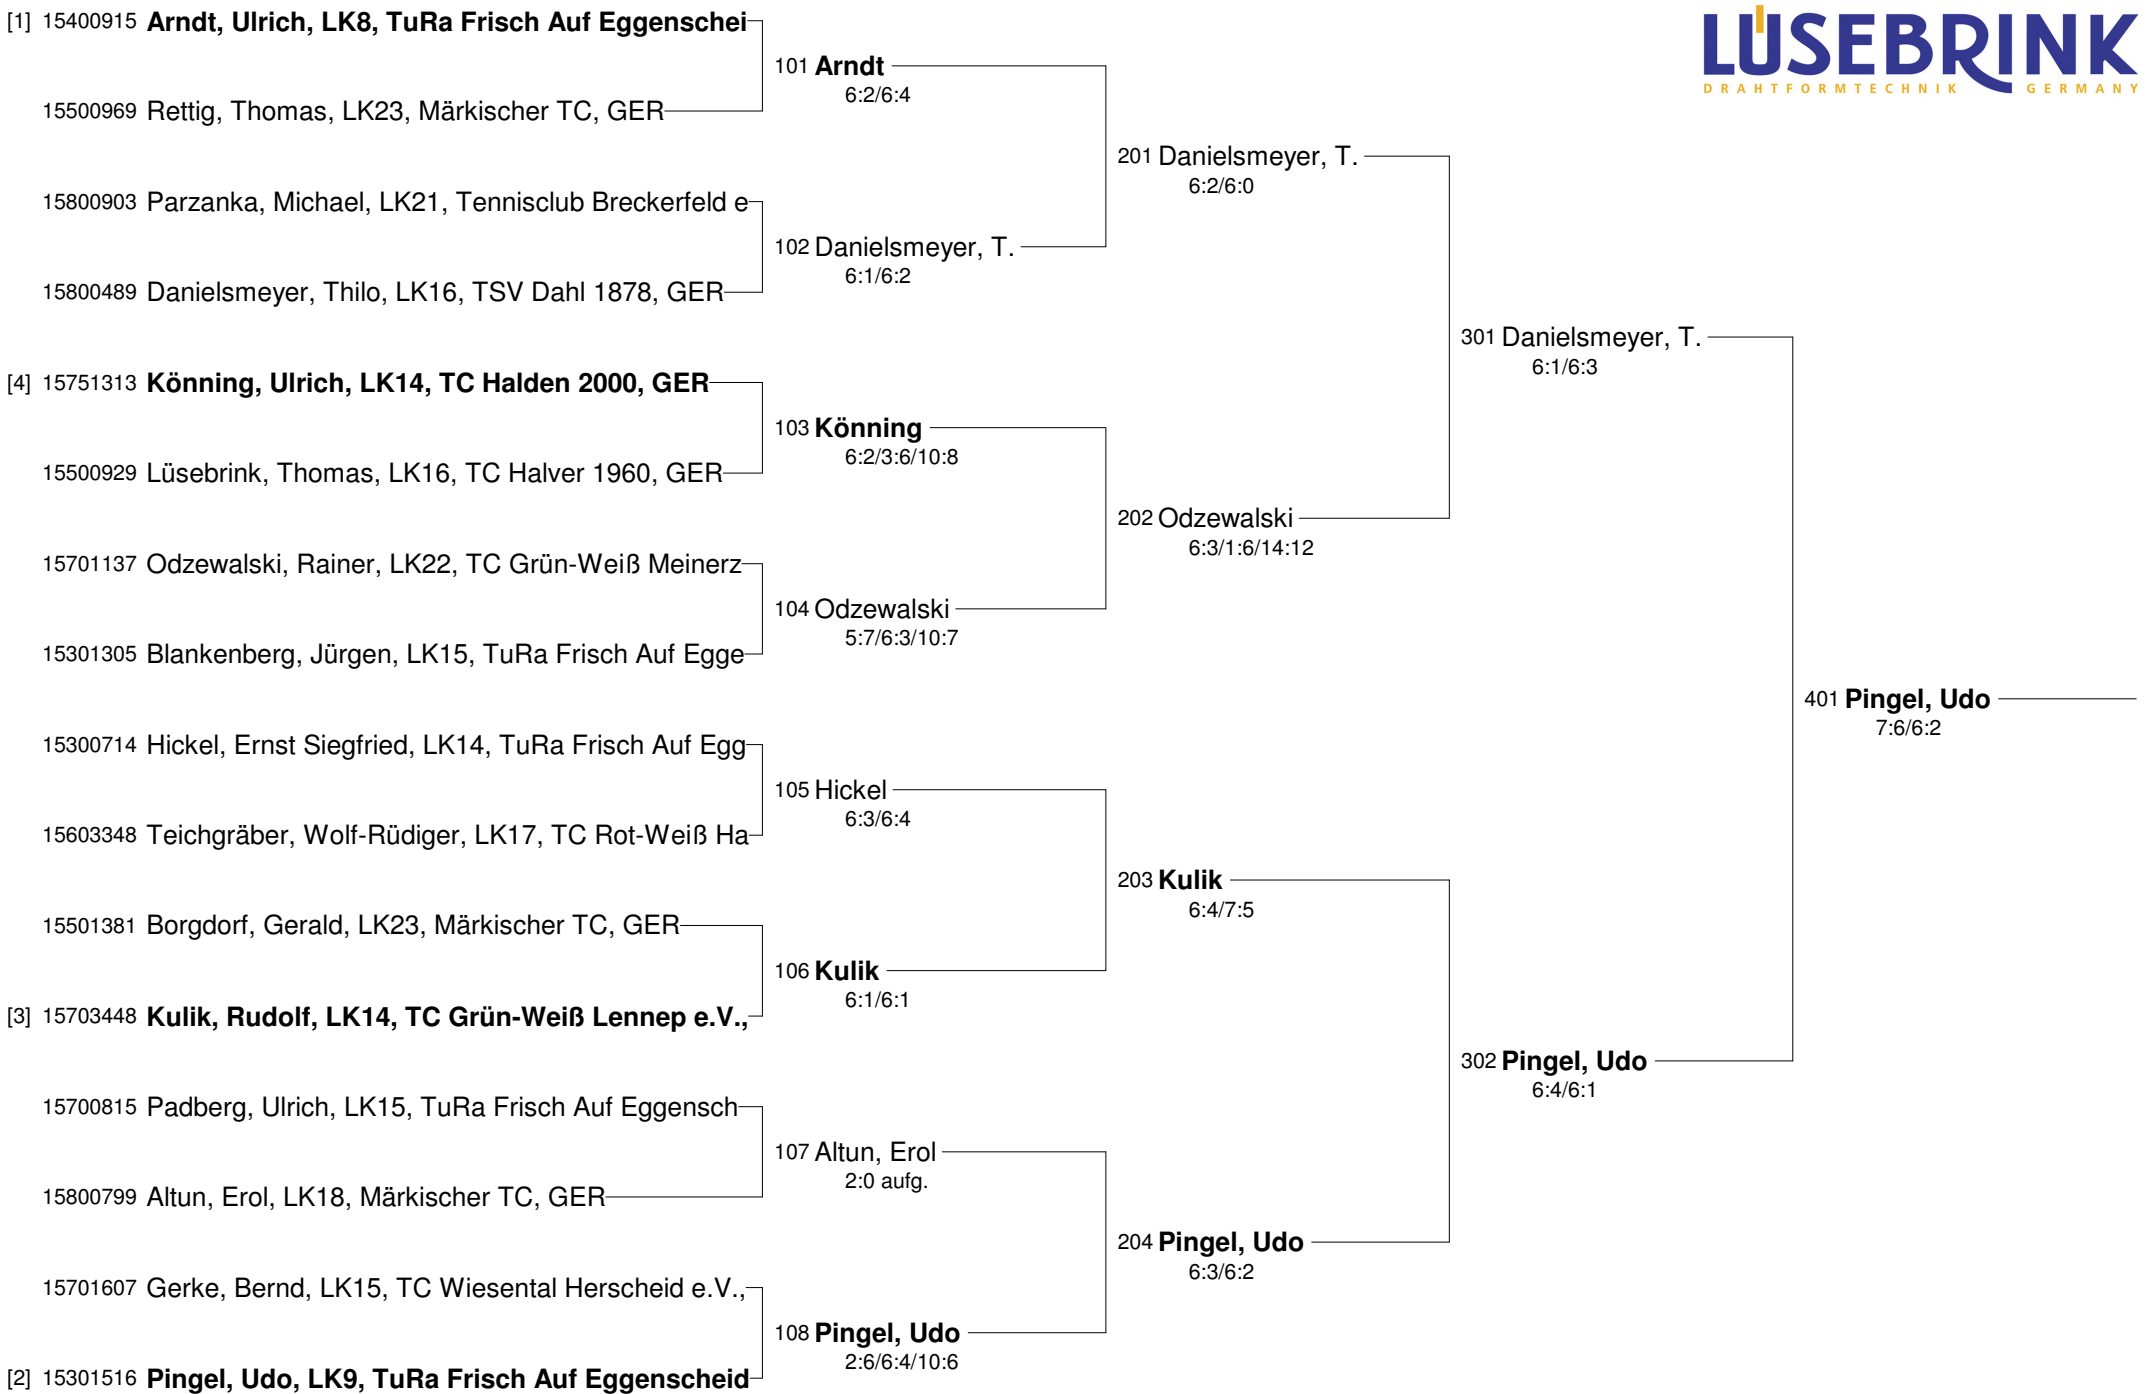 LÜSEBRINK
DRAHTFORMTECHNIK GERMANY
[1] 15400915 Arndt, Ulrich, LK8, TuRa Frisch Auf Eggenschei
101 Arndt
6:2/6:4
15500969 Rettig, Thomas, LK23, Märkischer TC, GER
201 Danielsmeyer, T.
6:2/6:0
15800903 Parzanka, Michael, LK21, Tennisclub Breckerfeld e
102 Danielsmeyer, T.
6:1/6:2
15800489 Danielsmeyer, Thilo, LK16, TSV Dahl 1878, GER
301 Danielsmeyer, T.
6:1/6:3
[4] 15751313 Könning, Ulrich, LK14, TC Halden 2000, GER
103 Könning
6:2/3:6/10:8
15500929 Lüsebrink, Thomas, LK16, TC Halver 1960, GER
202 Odzewalski
6:3/1:6/14:12
15701137 Odzewalski, Rainer, LK22, TC Grün-Weiß Meinerz
104 Odzewalski
5:7/6:3/10:7
15301305 Blankenberg, Jürgen, LK15, TuRa Frisch Auf Egge
401 Pingel, Udo
7:6/6:2
15300714 Hickel, Ernst Siegfried, LK14, TuRa Frisch Auf Egg
105 Hickel
6:3/6:4
15603348 Teichgräber, Wolf-Rüdiger, LK17, TC Rot-Weiß Ha
203 Kulik
6:4/7:5
15501381 Borgdorf, Gerald, LK23, Märkischer TC, GER
106 Kulik
6:1/6:1
[3] 15703448 Kulik, Rudolf, LK14, TC Grün-Weiß Lennep e.V.,
302 Pingel, Udo
6:4/6:1
15700815 Padberg, Ulrich, LK15, TuRa Frisch Auf Eggensch
107 Altun, Erol
2:0 aufg.
15800799 Altun, Erol, LK18, Märkischer TC, GER
204 Pingel, Udo
6:3/6:2
15701607 Gerke, Bernd, LK15, TC Wiesental Herscheid e.V.,
108 Pingel, Udo
2:6/6:4/10:6
[2] 15301516 Pingel, Udo, LK9, TuRa Frisch Auf Eggenscheid